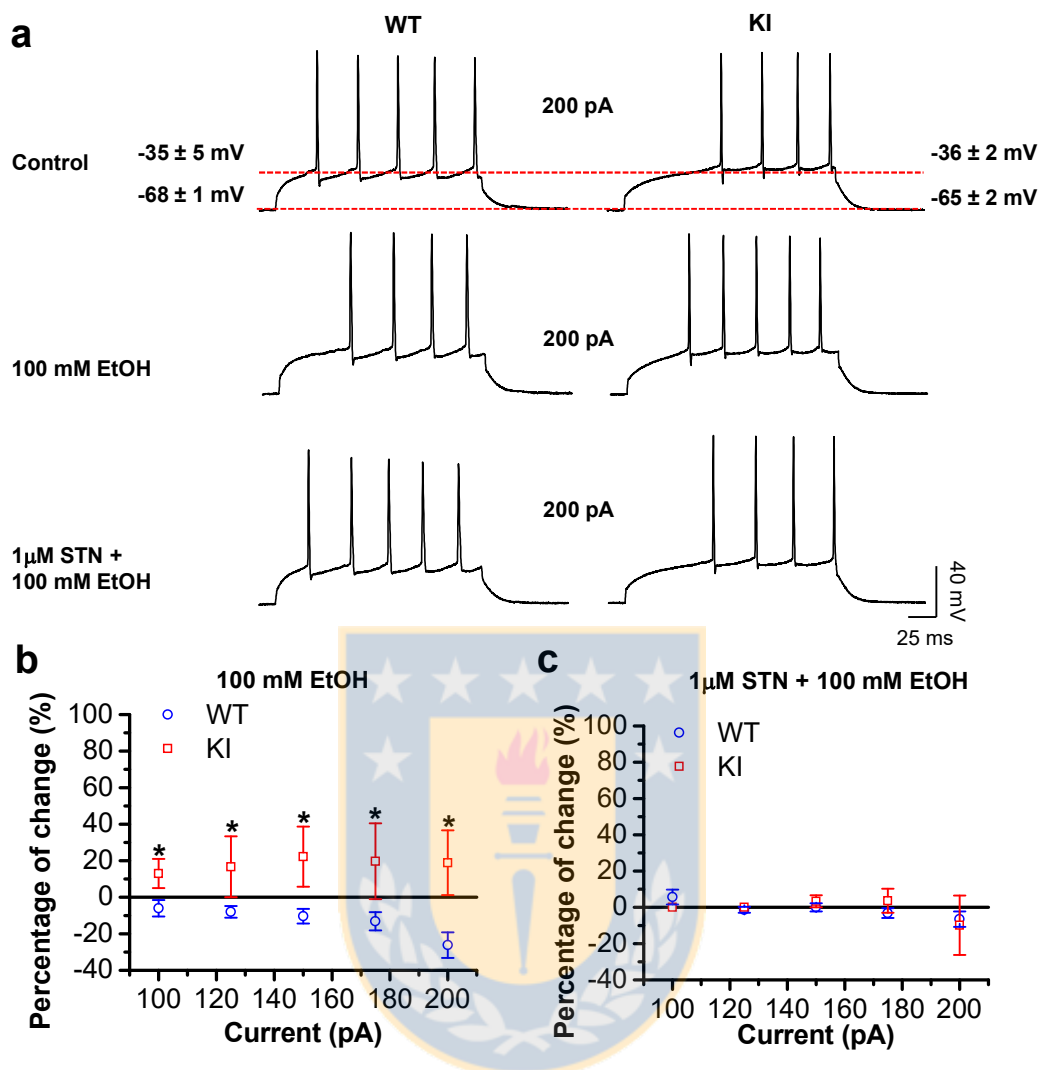 a
WT
KI
200 pA
Control
-35 ± 5 mV
-36 ± 2 mV
-68 ± 1 mV
-65 ± 2 mV
100 mM EtOH
200 pA
1µM STN +
100 mM EtOH
200 pA
40 mV
25 ms
b
100 mM EtOH
Percentage of change (%)
100
80
60
40
20
0
-20
-40
WT
KI
* * * * *
100 120 140 160 180 200
Current (pA)
c
1µM STN + 100 mM EtOH
Percentage of change (%)
100
80
60
40
20
0
-20
-40
WT
KI
100 120 140 160 180 200
Current (pA)